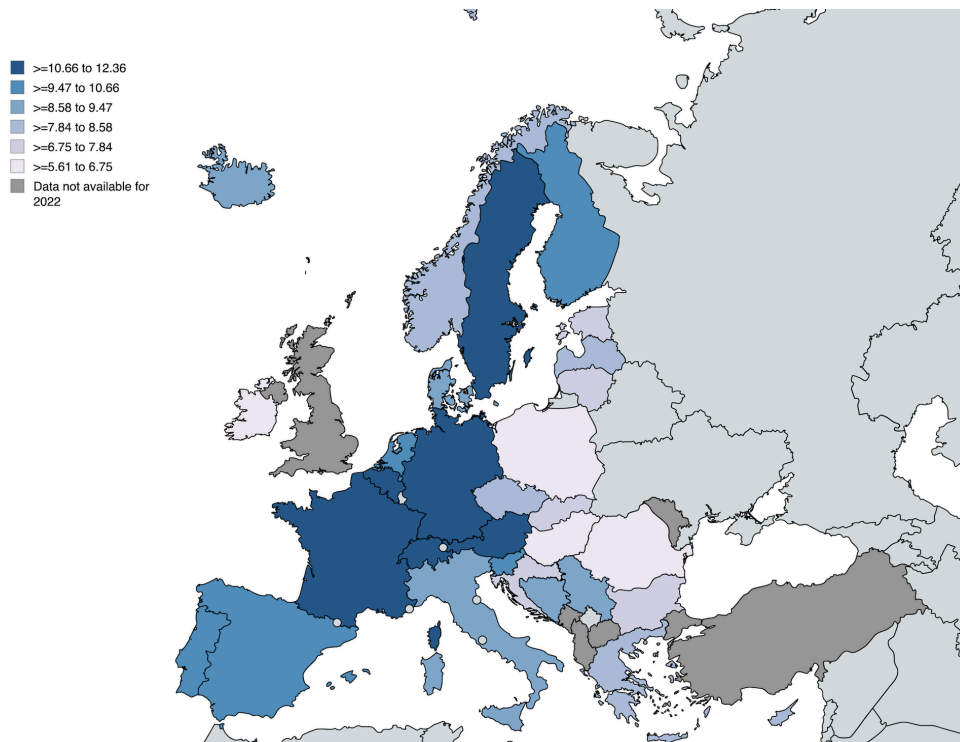 >=10.66 to 12.36
>=9.47 to 10.66
>=8.58 to 9.47
>=7.84 to 8.58
>=6.75 to 7.84
>=5.61 to 6.75
Data not available for
2022